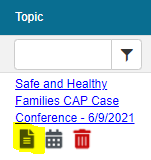 Topic
Safe and Healthy
Families CAP Case
Conference - 6/9/2021